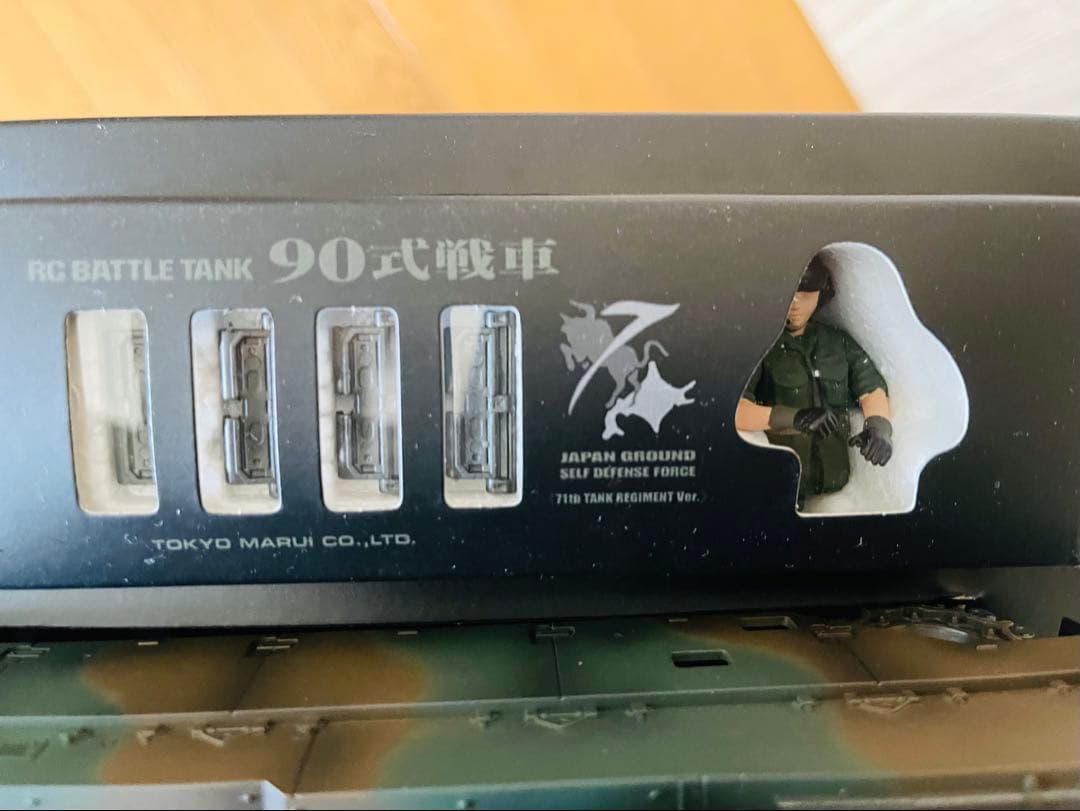 RC BATTLE TANK 90式戦車
7
JAPAN GROUND
SELF DEFENSE FORCE
71th TANK REGIMENT Ver.
TOKYO MARUI CO.,LTD.